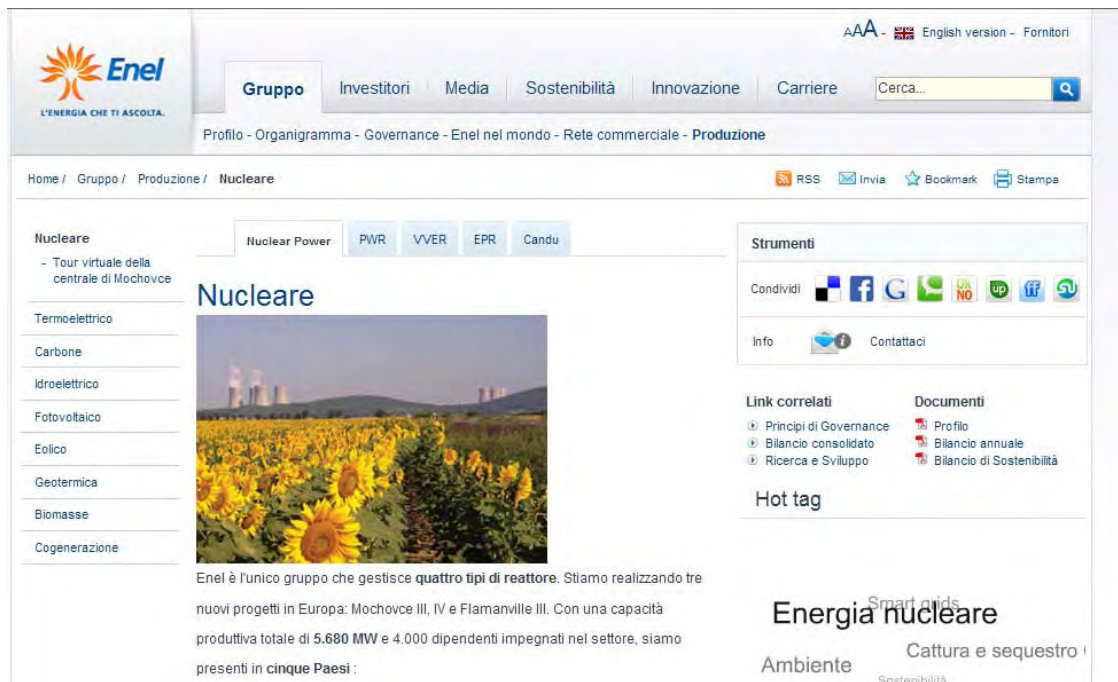 AAA - English version - Fornitori
Enel
L'ENERGIA CHE TI ASCOLTA.
Gruppo Investitori Media Sostenibilità Innovazione Carriere Cerca...
Profilo - Organigramma - Governance - Enel nel mondo - Rete commerciale - Produzione
Home / Gruppo / Produzione / Nucleare
RSS Invia Bookmark Stampa
Nucleare
- Tour virtuale della
centrale di Mochovce
Termoelettrico
Carbone
Idroelettrico
Fotovoltaico
Eolico
Geotermica
Biomasse
Cogenerazione
Nuclear Power PWR VVER EPR Candu
Nucleare
Enel è l'unico gruppo che gestisce quattro tipi di reattore. Stiamo realizzando tre
nuovi progetti in Europa: Mochovce III, IV e Flamanville III. Con una capacità
produttiva totale di 5.680 MW e 4.000 dipendenti impegnati nel settore, siamo
presenti in cinque Paesi :
Strumenti
Condividi
OK NO
up
ff
Info Contattaci
Link correlati
Principi di Governance
Bilancio consolidato
Ricerca e Sviluppo
Documenti
Profilo
Bilancio annuale
Bilancio di Sostenibilità
Hot tag
Smart grids
Energia nucleare
Cattura e sequestro
Ambiente
Sostenibilità